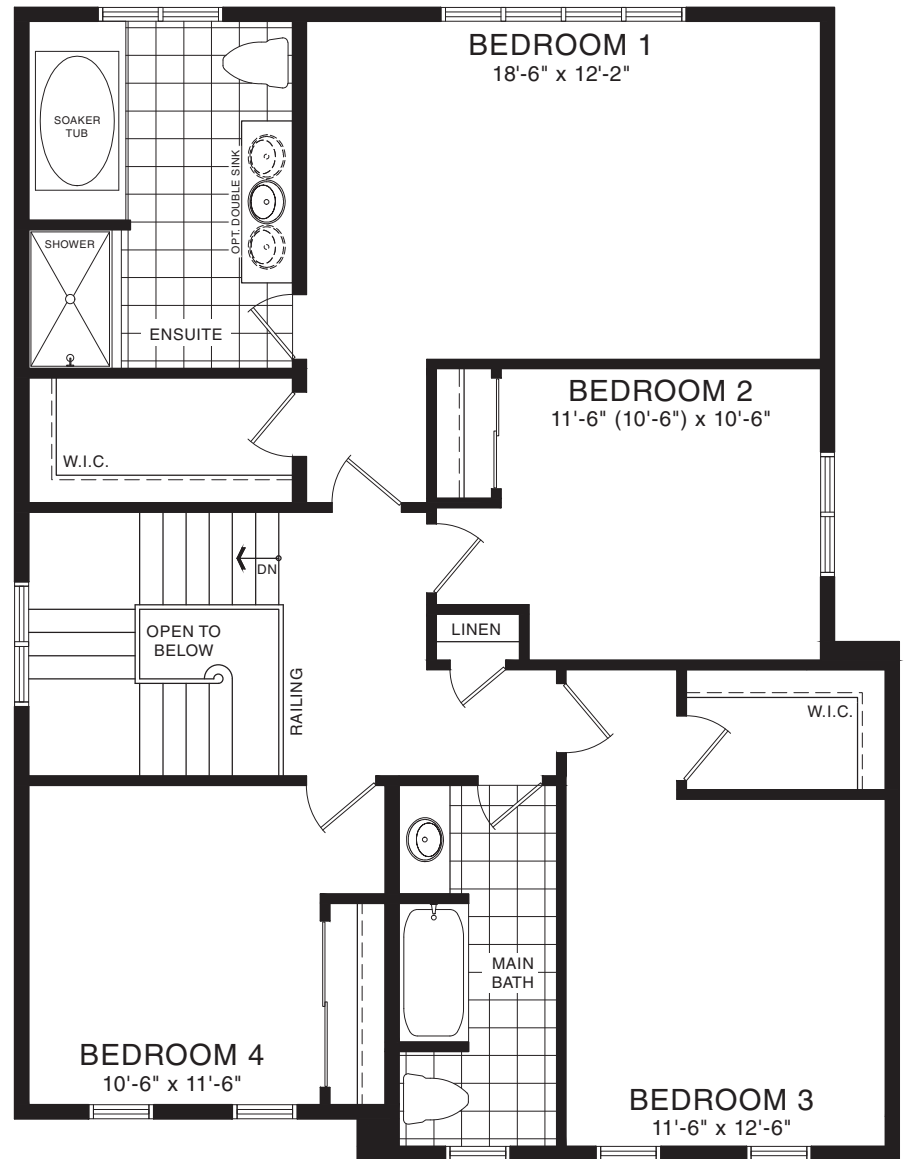 BEDROOM 1
18'-6" x 12'-2"
SOAKER
TUB
OPT. DOUBLE SINK
SHOWER
ENSUITE
BEDROOM 2
11'-6" (10'-6") x 10'-6"
W.I.C.
DN
OPEN TO
BELOW
LINEN
RAILING
W.I.C.
MAIN
BATH
BEDROOM 4
10'-6" x 11'-6"
BEDROOM 3
11'-6" x 12'-6"